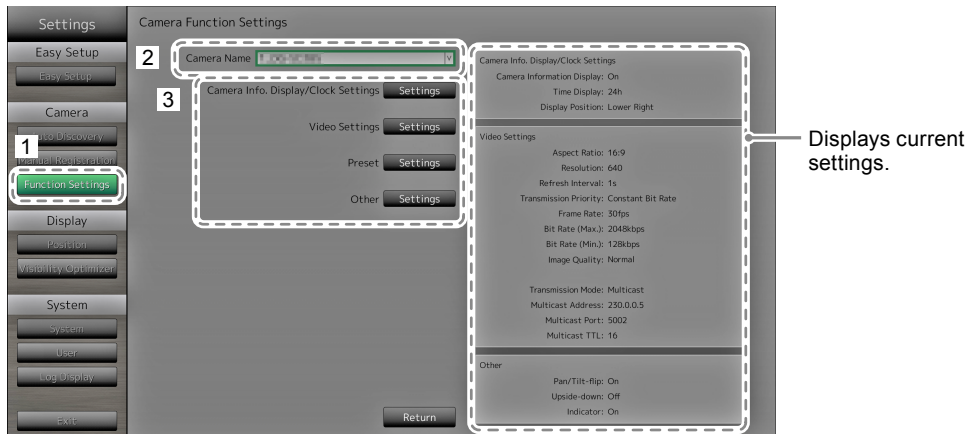 Settings
Camera Function Settings
Easy Setup
Easy Setup
Camera
Auto Discovery
Manual Registration
Function Settings
Display
Position
Visibility Optimizer
System
System
User
Log Display
Exit
1
2
Camera Name
3
Camera Info. Display/Clock Settings Settings
Video Settings Settings
Preset Settings
Other Settings
Return
Camera Info. Display/Clock Settings
Camera Information Display: On
Time Display: 24h
Display Position: Lower Right
Video Settings
Aspect Ratio: 16:9
Resolution: 640
Refresh Interval: 1s
Transmission Priority: Constant Bit Rate
Frame Rate: 30fps
Bit Rate (Max.): 2048kbps
Bit Rate (Min.): 128kbps
Image Quality: Normal
Transmission Mode: Multicast
Multicast Address: 230.0.0.5
Multicast Port: 5002
Multicast TTL: 16
Other
Pan/Tilt-flip: On
Upside-down: Off
Indicator: On
Displays current
settings.